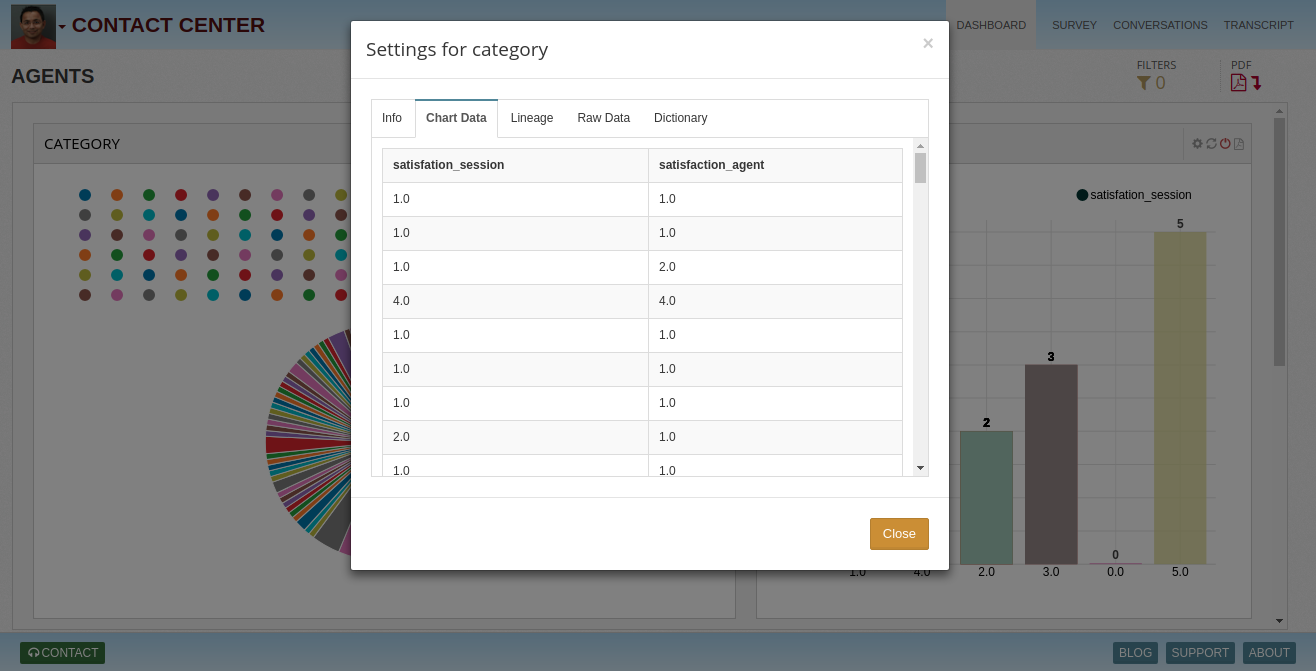 CONTACT CENTER
DASHBOARD SURVEY CONVERSATIONS TRANSCRIPT
AGENTS
FILTERS
0
PDF
CATEGORY
Settings for category
×
Info Chart Data Lineage Raw Data Dictionary
satisfation_session satisfaction_agent
1.0 1.0
1.0 1.0
1.0 2.0
4.0 4.0
1.0 1.0
1.0 1.0
1.0 1.0
2.0 1.0
1.0 1.0
Close
satisfation_session
5
3
2
0
1.0 4.0 2.0 3.0 0.0 5.0
CONTACT
BLOG SUPPORT ABOUT